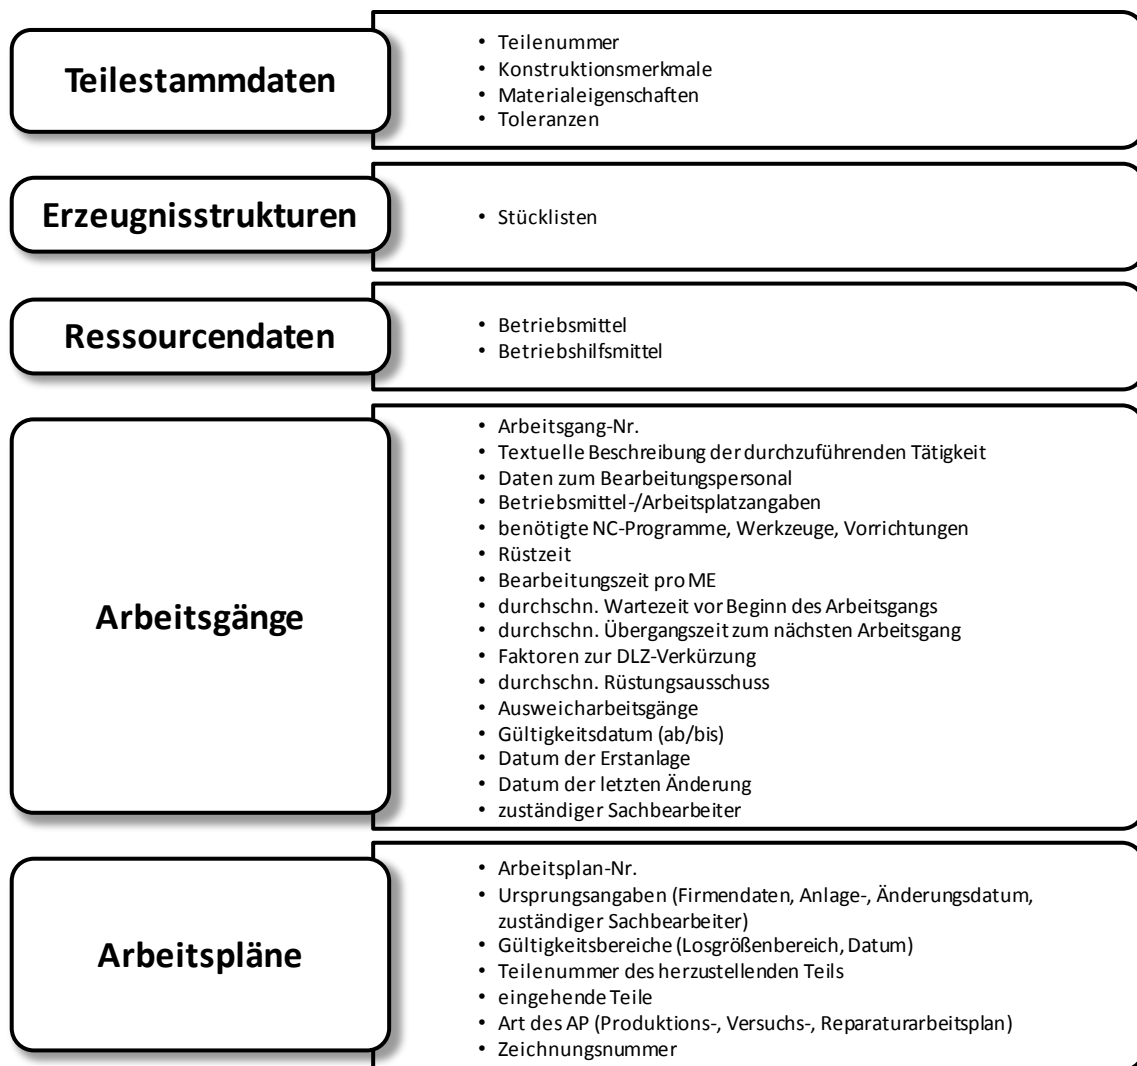 Teilestammdaten
• Teilenummer
• Konstruktionsmerkmale
• Materialeigenschaften
• Toleranzen
Erzeugnisstrukturen
• Stücklisten
Ressourcendaten
• Betriebsmittel
• Betriebshilfsmittel
Arbeitsgänge
• Arbeitsgang-Nr.
• Textuelle Beschreibung der durchzuführenden Tätigkeit
• Daten zum Bearbeitungspersonal
• Betriebsmittel-/Arbeitsplatzangaben
• benötigte NC-Programme, Werkzeuge, Vorrichtungen
• Rüstzeit
• Bearbeitungszeit pro ME
• durchschn. Wartezeit vor Beginn des Arbeitsgangs
• durchschn. Übergangszeit zum nächsten Arbeitsgang
• Faktoren zur DLZ-Verkürzung
• durchschn. Rüstungsausschuss
• Ausweicharbeitsgänge
• Gültigkeitsdatum (ab/bis)
• Datum der Erstanlage
• Datum der letzten Änderung
• zuständiger Sachbearbeiter
Arbeitspläne
• Arbeitsplan-Nr.
• Ursprungsangaben (Firmendaten, Anlage-, Änderungsdatum,
zuständiger Sachbearbeiter)
• Gültigkeitsbereiche (Losgrößenbereich, Datum)
• Teilenummer des herzustellenden Teils
• eingehende Teile
• Art des AP (Produktions-, Versuchs-, Reparaturarbeitsplan)
• Zeichnungsnummer